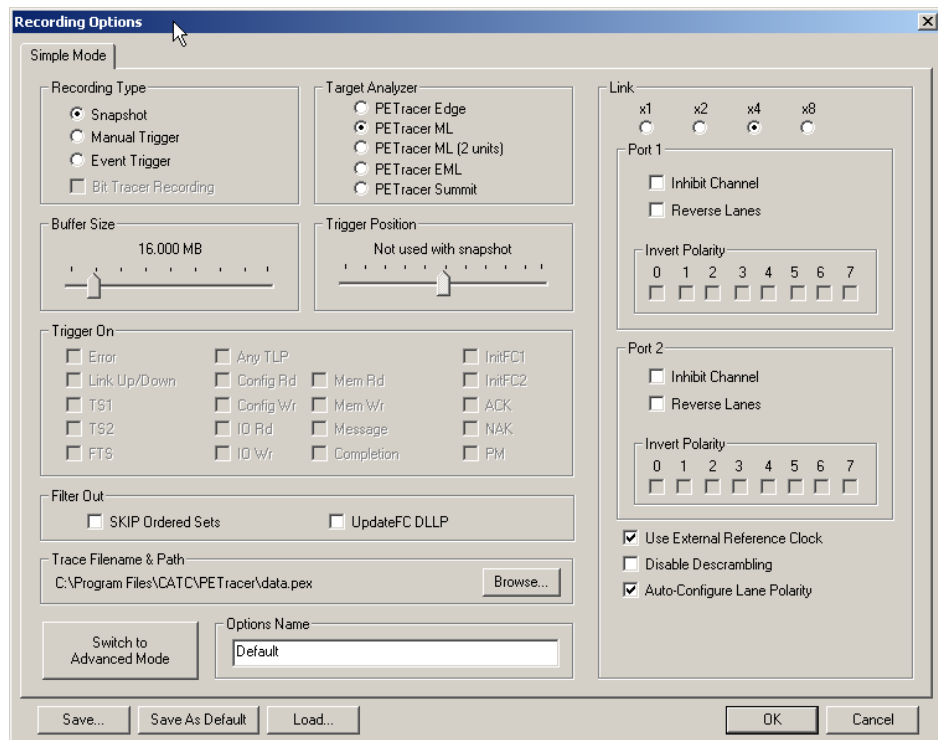 Recording Options
Simple Mode
Recording Type
Snapshot
Manual Trigger
Event Trigger
Bit Tracer Recording
Target Analyzer
PETracer Edge
PETracer ML
PETracer ML (2 units)
PETracer EML
PETracer Summit
Buffer Size
16.000 MB
Trigger Position
Not used with snapshot
Trigger On
Error Any TLP InitFC1
Link Up/Down Config Rd Mem Rd InitFC2
TS1 Config Wr Mem Wr ACK
TS2 IO Rd Message NAK
FTS IO Wr Completion PM
Filter Out
SKIP Ordered Sets UpdateFC DLLP
Trace Filename & Path
C:\Program Files\CATC\PETracer\data.pex Browse...
Switch to
Advanced Mode
Options Name
Default
Link
x1 x2 x4 x8
Port 1
Inhibit Channel
Reverse Lanes
Invert Polarity
0 1 2 3 4 5 6 7
Port 2
Inhibit Channel
Reverse Lanes
Invert Polarity
0 1 2 3 4 5 6 7
Use External Reference Clock
Disable Descrambling
Auto-Configure Lane Polarity
Save... Save As Default Load... OK Cancel